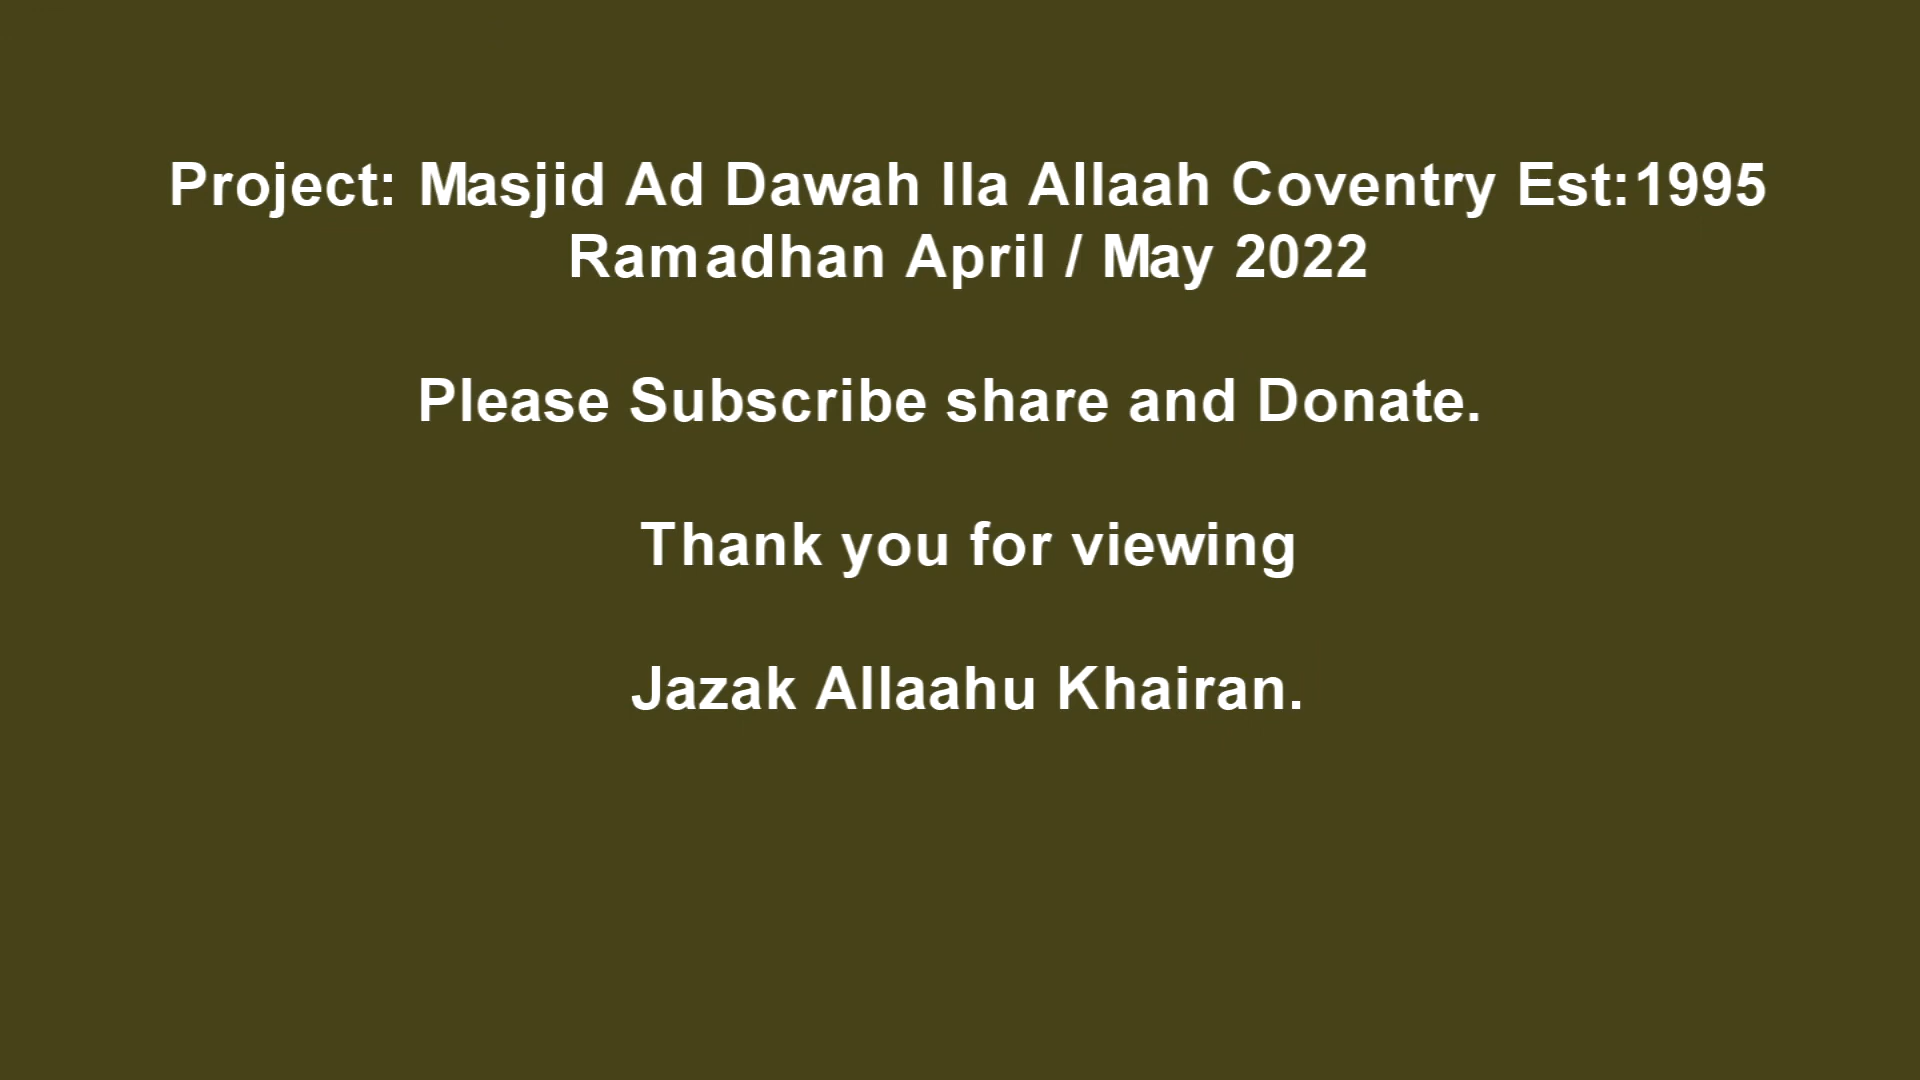 Project: Masjid Ad Dawah Ila Allaah Coventry Est:1995
Ramadhan April / May 2022
Please Subscribe share and Donate.
Thank you for viewing
Jazak Allaahu Khairan.